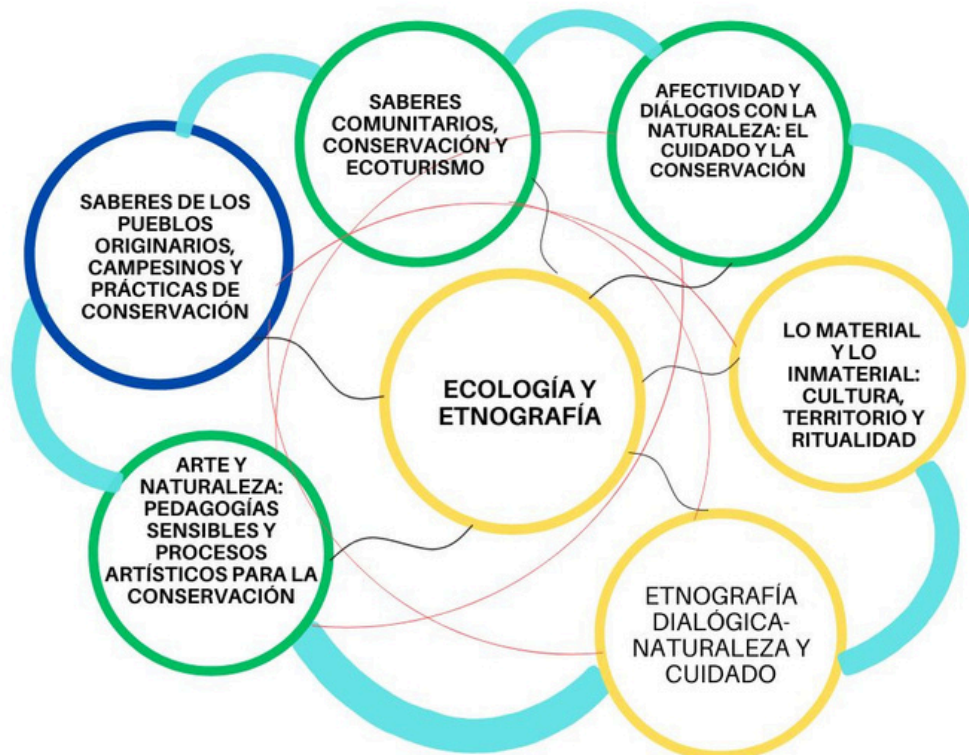 SABERES
COMUNITARIOS,
CONSERVACIÓN Y
ECOTURISMO
AFECTIVIDAD Y
DIÁLOGOS CON LA
NATURALEZA: EL
CUIDADO Y LA
CONSERVACIÓN
SABERES DE LOS
PUEBLOS
ORIGINARIOS,
CAMPESINOS Y
PRÁCTICAS DE
CONSERVACIÓN
ECOLOGÍA Y
ETNOGRAFÍA
LO MATERIAL
Y LO
INMATERIAL:
CULTURA,
TERRITORIO Y
RITUALIDAD
ARTE Y
NATURALEZA:
PEDAGOGÍAS
SENSIBLES Y
PROCESOS
ARTÍSTICOS PARA LA
CONSERVACIÓN
ETNOGRAFÍA
DIALÓGICA-
NATURALEZA Y
CUIDADO